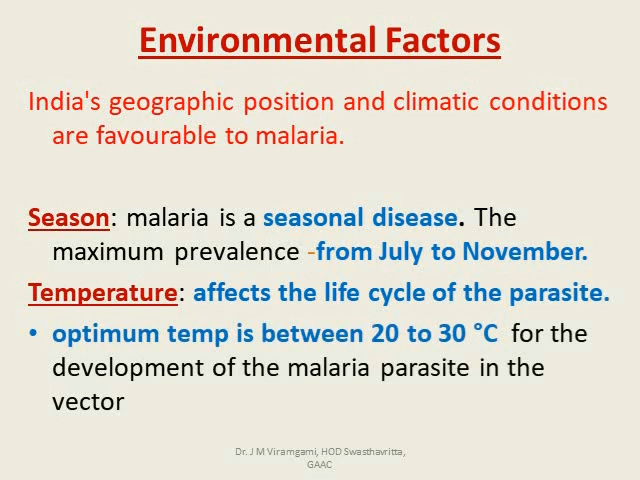 Environmental Factors
India's geographic position and climatic conditions
are favourable to malaria.
Season: malaria is a seasonal disease. The
maximum prevalence -from July to November.
Temperature: affects the life cycle of the parasite.
• optimum temp is between 20 to 30 °C for the
development of the malaria parasite in the
vector
Dr. J M Viramgami, HOD Swasthavritta,
GAAC